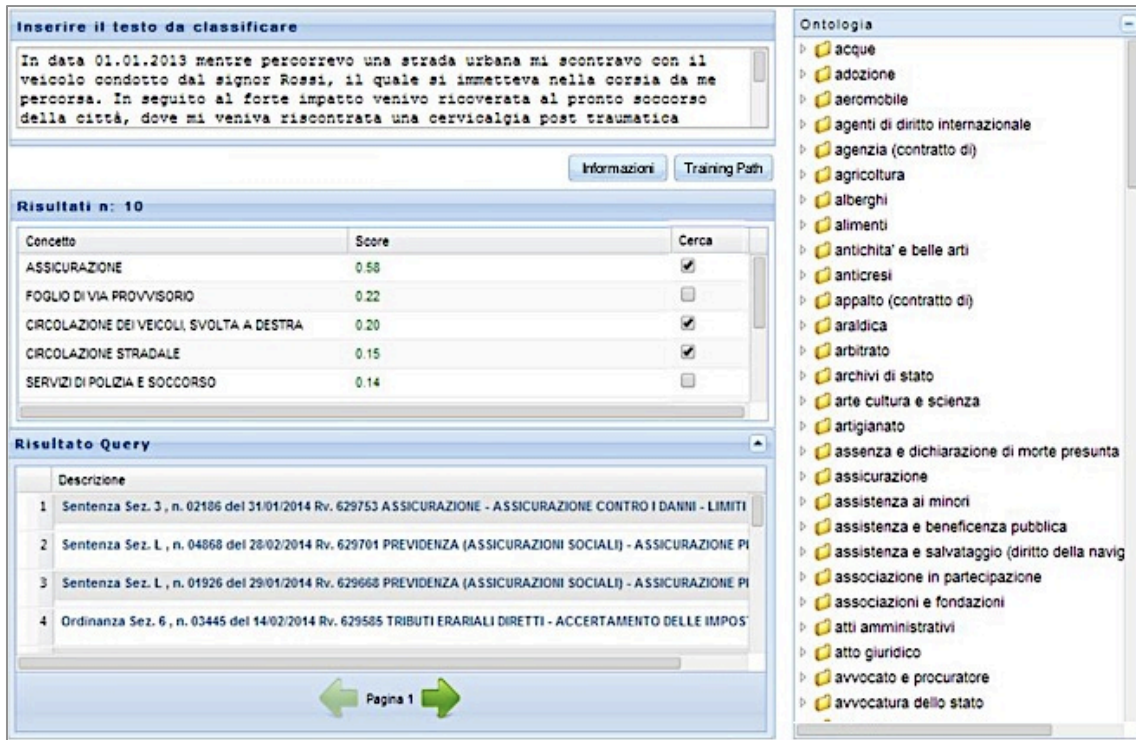 Inserire il testo da classificare
In data 01.01.2013 mentre percorrevo una strada urbana mi scontravo con il
veicolo condotto dal signor Rossi, il quale si immetteva nella corsia da me
percorsa. In seguito al forte impatto venivo ricoverata al pronto soccorso
della città, dove mi veniva riscontrata una cervicalgia post traumatica
Informazioni Training Path
Risultati n: 10
Concetto Score Cerca
ASSICURAZIONE 0.58
FOGLIO DI VIA PROVVISORIO 0.22
CIRCOLAZIONE DEI VEICOLI, SVOLTA A DESTRA 0.20
CIRCOLAZIONE STRADALE 0.15
SERVIZI DI POLIZIA E SOCCORSO 0.14
Risultato Query
Descrizione
1 Sentenza Sez. 3 , n. 02186 del 31/01/2014 Rv. 629753 ASSICURAZIONE - ASSICURAZIONE CONTRO I DANNI - LIMITI
2 Sentenza Sez. L , n. 04868 del 28/02/2014 Rv. 629701 PREVIDENZA (ASSICURAZIONI SOCIALI) - ASSICURAZIONE
3 Sentenza Sez. L , n. 01926 del 29/01/2014 Rv. 629668 PREVIDENZA (ASSICURAZIONI SOCIALI) - ASSICURAZIONE
4 Ordinanza Sez. 6 , n. 03445 del 14/02/2014 Rv. 629585 TRIBUTI ERARIALI DIRETTI - ACCERTAMENTO DELLE IMPOS
Pagina 1
Ontologia
acque
adozione
aeromobile
agenti di diritto internazionale
agenzia (contratto di)
agricoltura
alberghi
alimenti
antichita' e belle arti
anticresi
appalto (contratto di)
araldica
arbitrato
archivi di stato
arte cultura e scienza
artigianato
assenza e dichiarazione di morte presunta
assicurazione
assistenza ai minori
assistenza e beneficenza pubblica
assistenza e salvataggio (diritto della navig
associazione in partecipazione
associazioni e fondazioni
atti amministrativi
atto giuridico
avvocato e procuratore
avvocatura dello stato